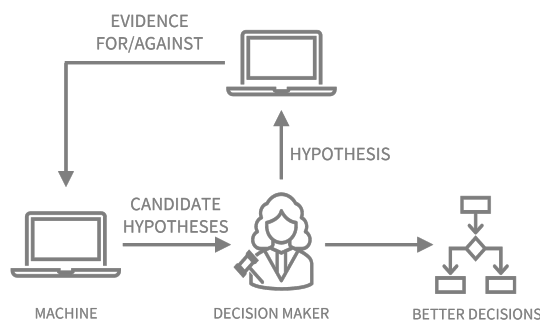 EVIDENCE
FOR/AGAINST
HYPOTHESIS
CANDIDATE
HYPOTHESES
MACHINE
DECISION MAKER
BETTER DECISIONS